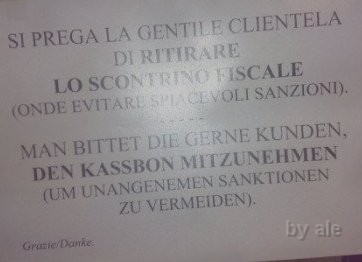 SI PREGA LA GENTILE CLIENTELA
DI RITIRARE
LO SCONTRINO FISCALE
(ONDE EVITARE SPIACEVOLI SANZIONI).
-----
MAN BITTET DIE GERNE KUNDEN,
DEN KASSBON MITZUNEHMEN
(UM UNANGENEMEN SANKTIONEN
ZU VERMEIDEN).
by ale
Grazie/Danke.